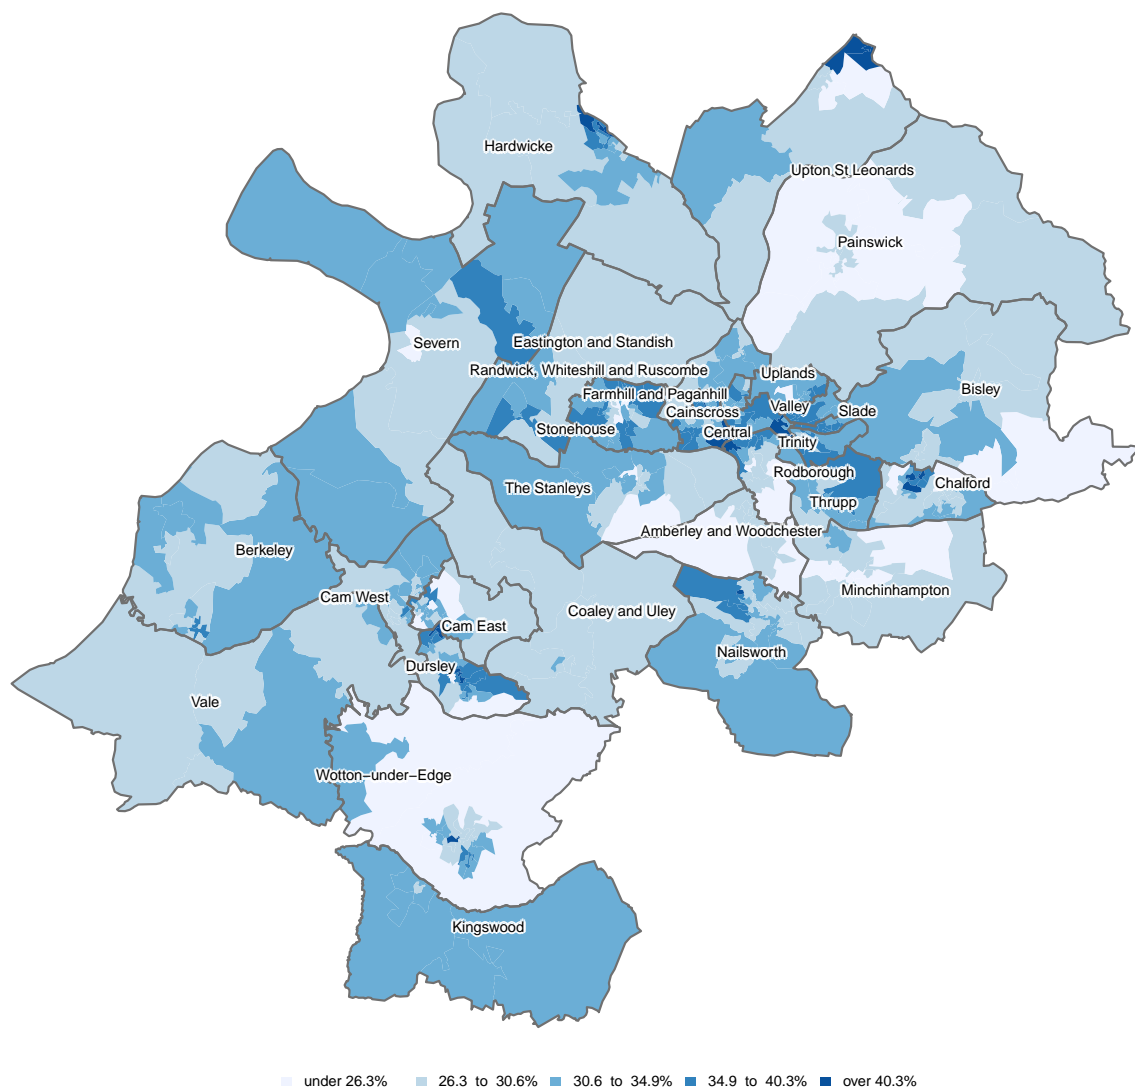 Hardwicke
Upton St Leonards
Painswick
Severn
Eastington and Standish
Randwick, Whiteshill and Ruscombe
Uplands
Farmhill and Paganhill
Bisley
Cainscross
Valley
Slade
Stonehouse
Central
Trinity
Rodborough
The Stanleys
Chalford
Thrupp
Amberley and Woodchester
Berkeley
Minchinhampton
Cam West
Coaley and Uley
Cam East
Nailsworth
Dursley
Vale
Wotton−under−Edge
Kingswood
under 26.3% 26.3 to 30.6% 30.6 to 34.9% 34.9 to 40.3% over 40.3%